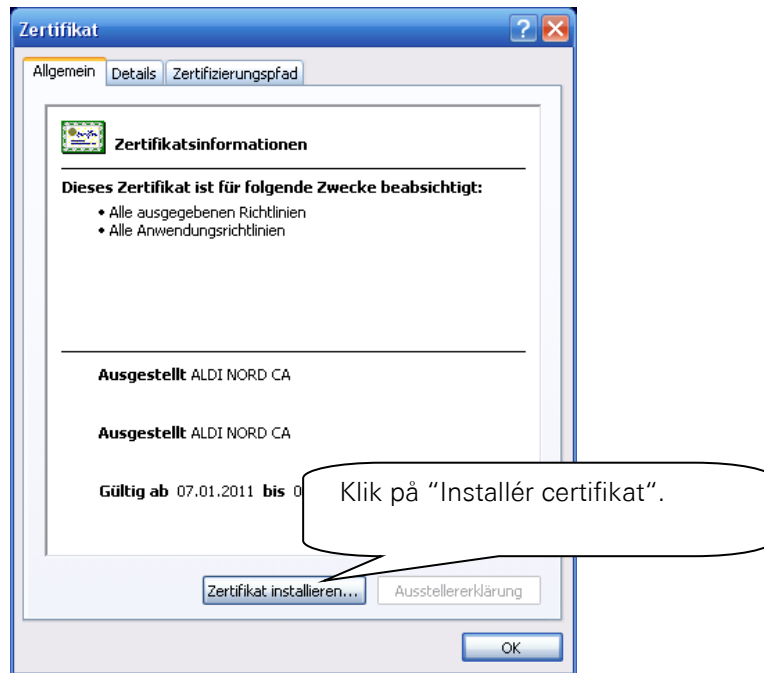 Zertifikat
Allgemein Details Zertifizierungspfad
Zertifikatsinformationen
Dieses Zertifikat ist für folgende Zwecke beabsichtigt:
• Alle ausgegebenen Richtlinien
• Alle Anwendungsrichtlinien
Ausgestellt ALDI NORD CA
Ausgestellt ALDI NORD CA
Gültig ab 07.01.2011 bis 0
Klik på “Installér certifikat“.
Zertifikat installieren... Ausstellererklärung
OK